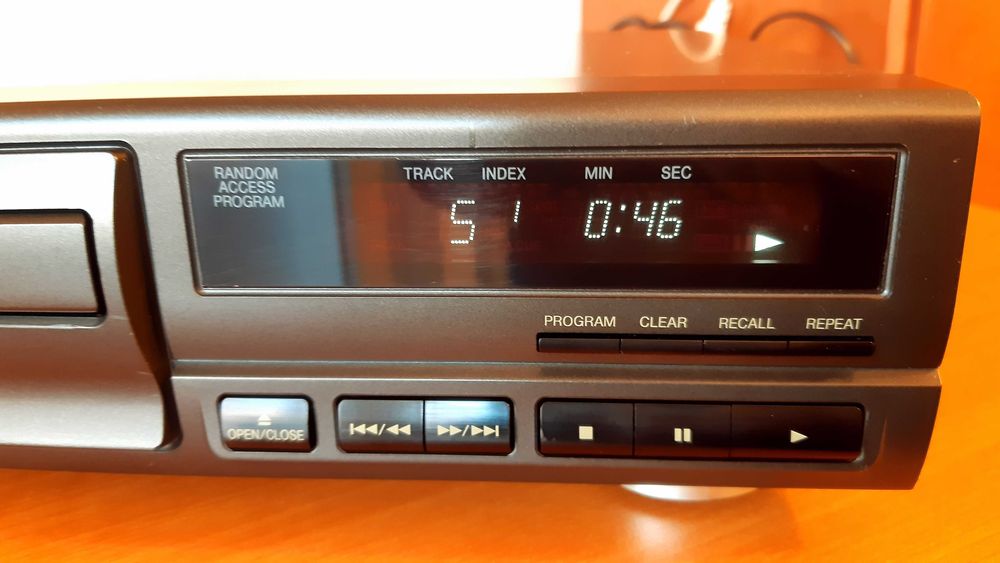 RANDOM
ACCESS
PROGRAM
TRACK INDEX MIN SEC
5 1 0:46
PROGRAM CLEAR RECALL REPEAT
OPEN/CLOSE